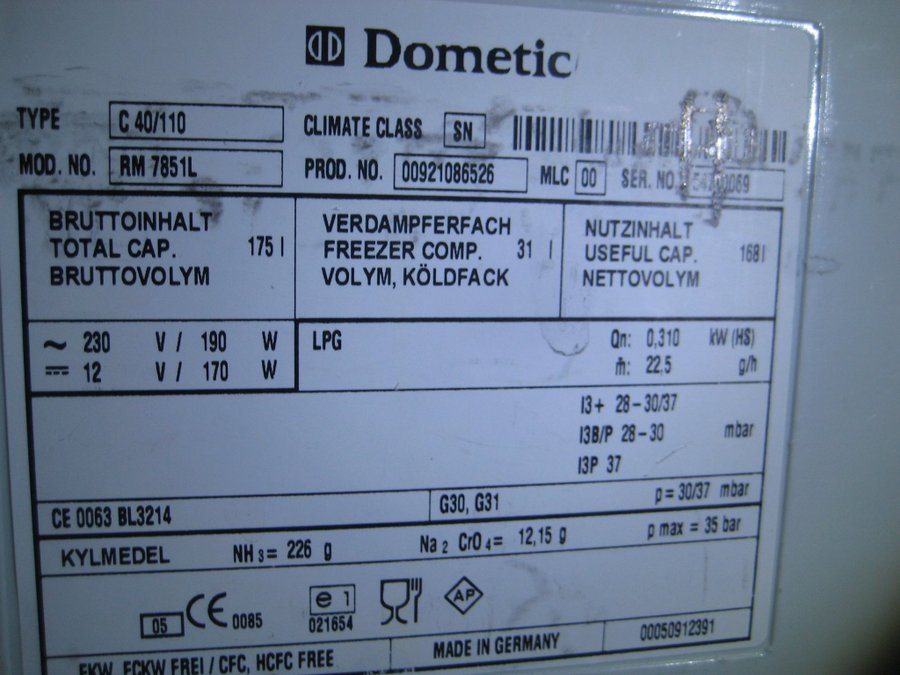 Dometic
TYPE C 40/110 CLIMATE CLASS SN
MOD. NO. RM 7851L PROD. NO. 00921086526 MLC 00 SER. NO.
BRUTTOINHALT
TOTAL CAP. 175 l
BRUTTOVOLYM
VERDAMPFERFACH
FREEZER COMP. 31 l
VOLYM, KÖLDFACK
NUTZINHALT
USEFUL CAP. 168 l
NETTOVOLYM
~ 230 V / 190 W
⎓ 12 V / 170 W
LPG Qn: 0,310 kW (HS)
ṁ: 22,5 g/h
I3+ 28-30/37
I3B/P 28-30 mbar
I3P 37
CE 0063 BL3214 G30, G31 p = 30/37 mbar
KYLMEDEL NH3= 226 g Na2 CrO4= 12,15 g p max = 35 bar
05 CE 0085 e1 021654 AP
FKW, FCKW FREI / CFC, HCFC FREE MADE IN GERMANY 00050912391